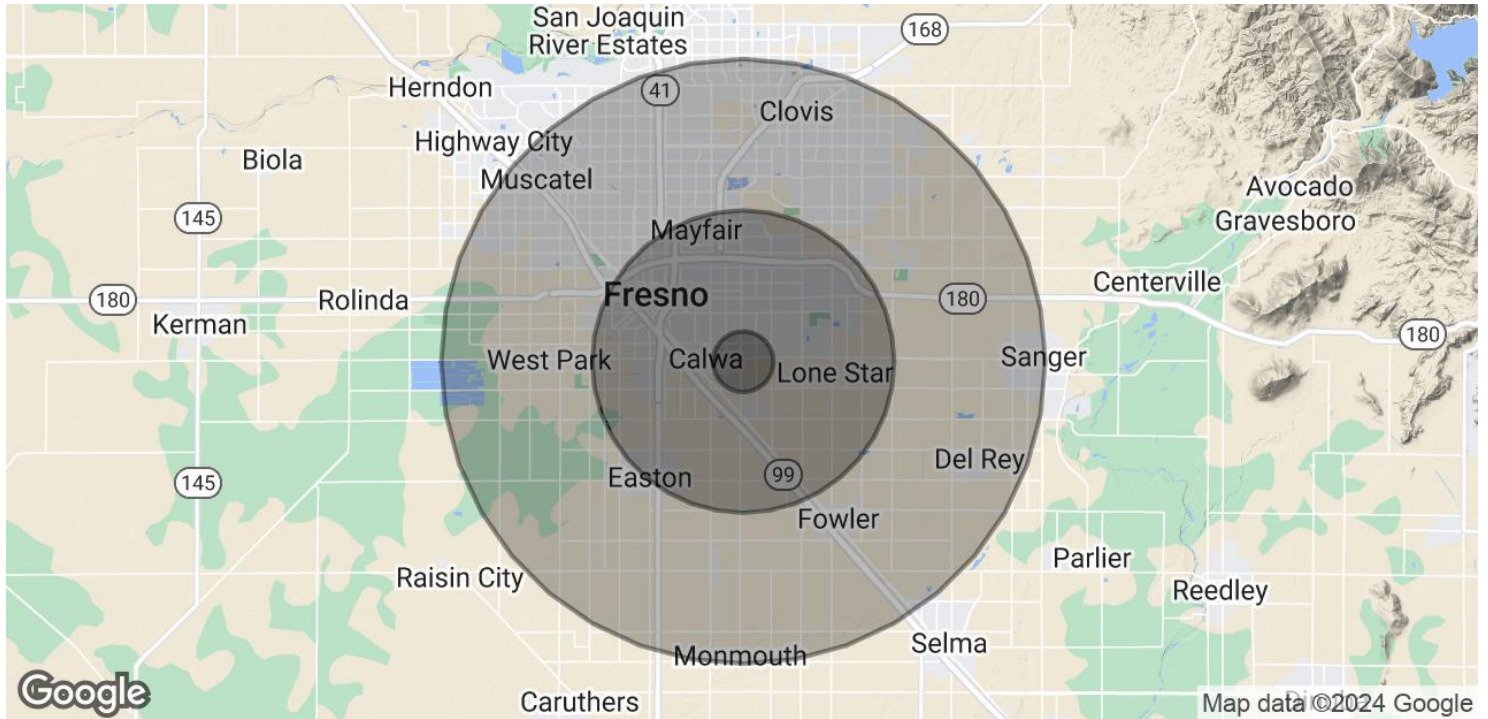 San Joaquin
River Estates
168
Herndon
41
Clovis
Highway City
Biola
Muscatel
Avocado
145
Gravesboro
Mayfair
Centerville
Fresno
180
Rolinda
180
Kerman
180
West Park
Calwa
Lone Star
Sanger
Del Rey
145
Easton
99
Fowler
Parlier
Raisin City
Reedley
Selma
Monmouth
Google
Caruthers
Map data ©2024 Google